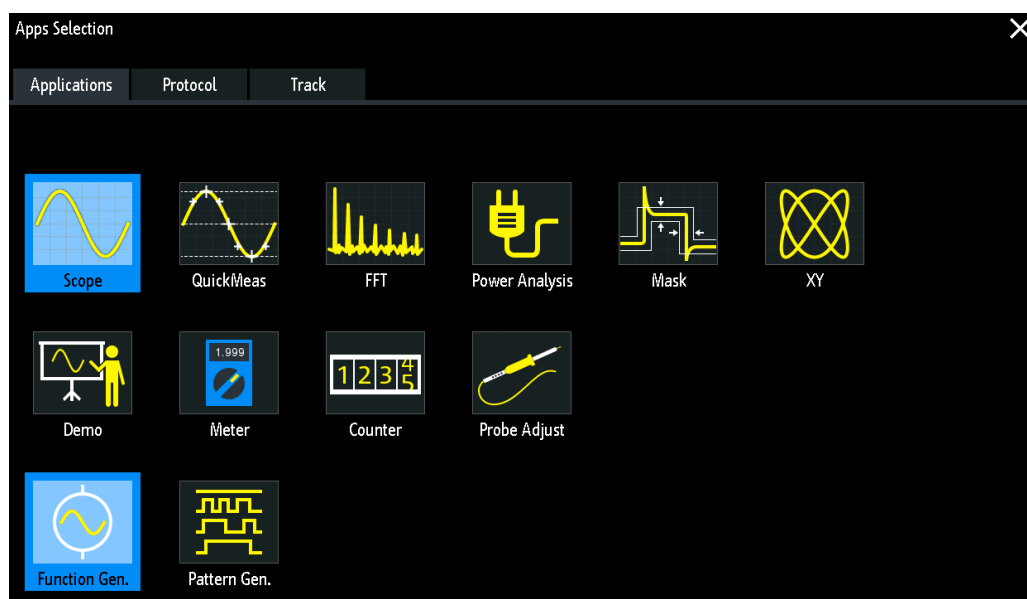 Apps Selection
Applications Protocol Track
Scope QuickMeas FFT Power Analysis Mask XY
1.999
1 2 3 4 5
Demo Meter Counter Probe Adjust
Function Gen. Pattern Gen.